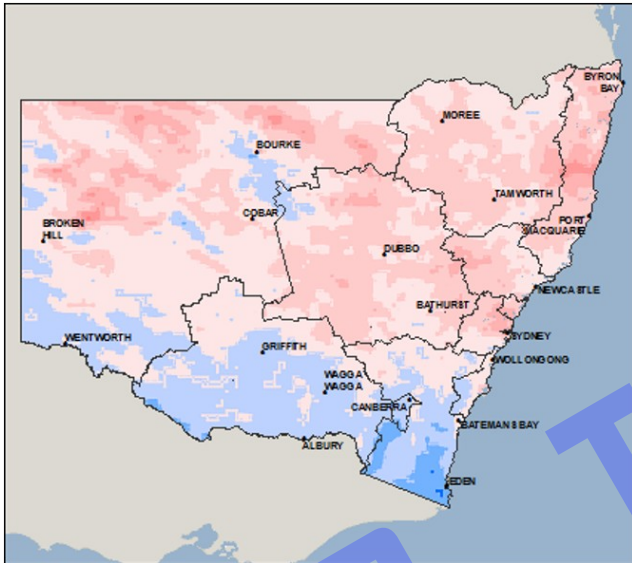 BYRON
BAY
MOREE
BOURKE
TAMWORTH
COBAR
PORT
MACQUARIE
BROKEN
HILL
DUBBO
NEWCASTLE
BATHURST
SYDNEY
WENTWORTH
GRIFFITH
WOLLONGONG
WAGGA
WAGGA
CANBERRA
BATEMANS BAY
ALBURY
EDEN